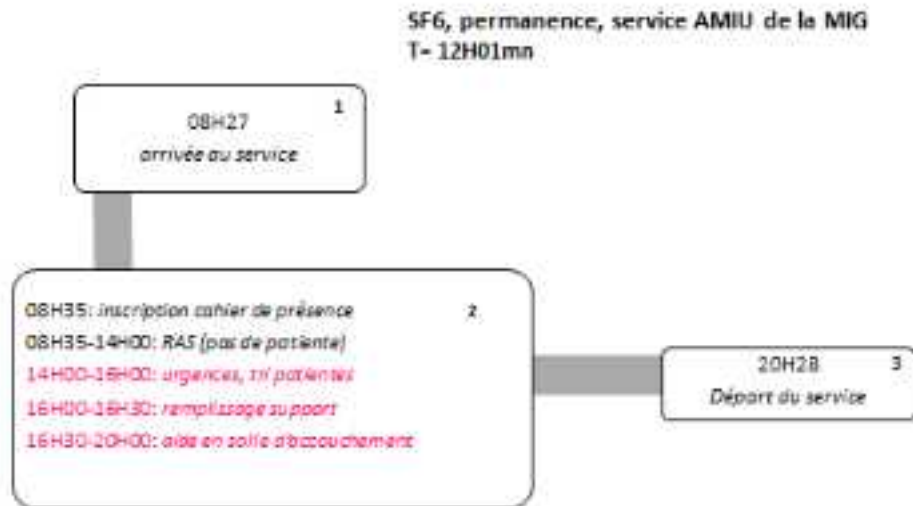 SF6, permanence, service AMIU de la MIG
T= 12H01mn
1
08H27
arrivée au service
2
08H35: inscription cahier de présence
08H35-14H00: RAS (pas de patiente)
14H00-16H00: urgences, tri patientes
16H00-16H30: remplissage support
16H30-20H00: aide en salle d'accouchement
3
20H28
Départ du service